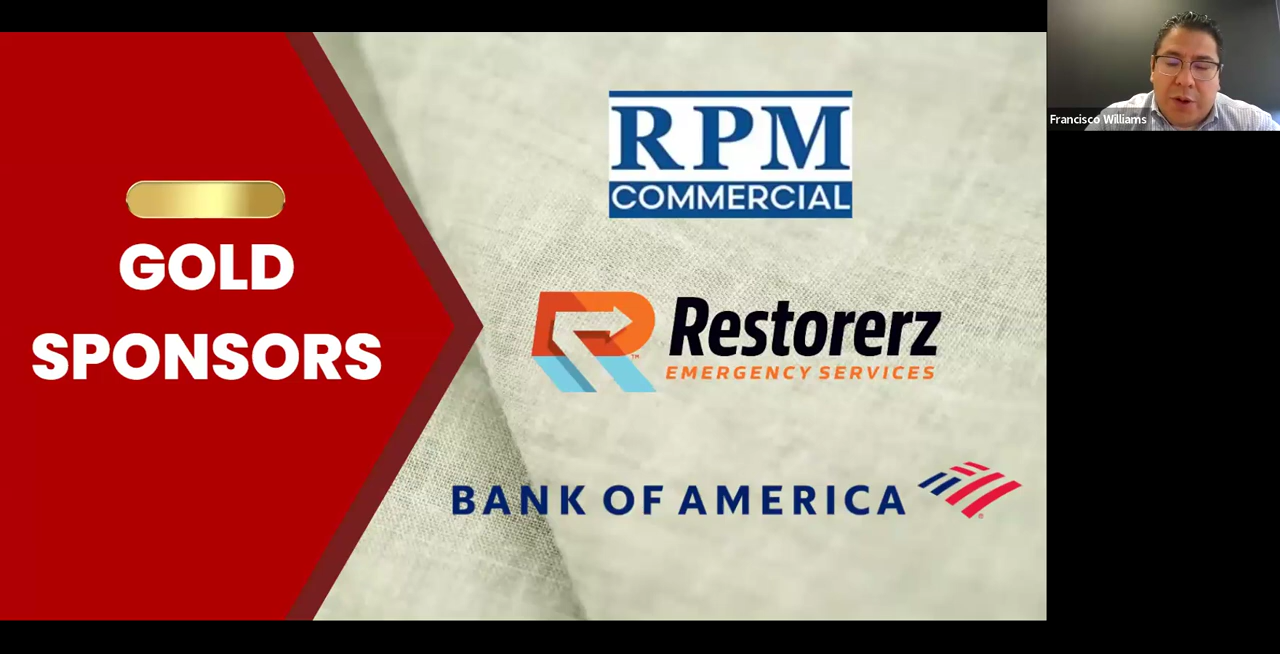 GOLD
SPONSORS
RPM
COMMERCIAL
Restorerz
EMERGENCY SERVICES
BANK OF AMERICA
Francisco Williams